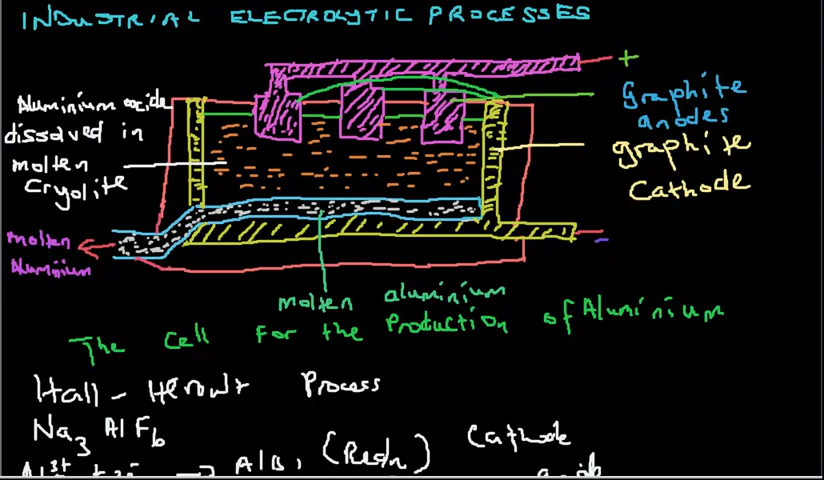 INDUSTRIAL ELECTROLYTIC PROCESSES
+
Aluminium oxide
dissolved in
molten
Cryolite
Graphite
anodes
graphite
Cathode
-
molten
Aluminium
molten aluminium
The Cell For the Production of Aluminium
Hall - Heroult Process
Na3 AlF6
(Redn) Cathode